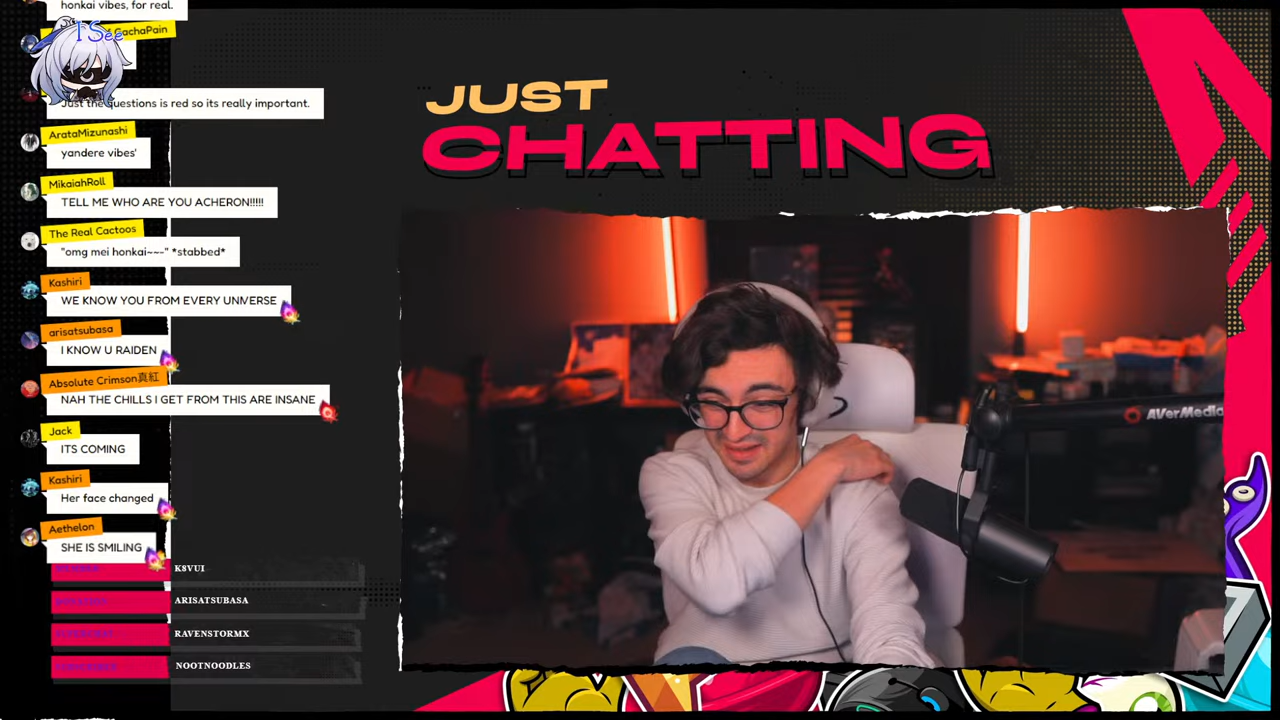 honkai vibes, for real.
GachaPain
I See
Just the questions is red so its really important.
ArataMizunashi
yandere vibes'
MikaiahRoll
TELL ME WHO ARE YOU ACHERON!!!!!
The Real Cactoos
"omg mei honkai~~-" *stabbed*
Kashiri
WE KNOW YOU FROM EVERY UNIVERSE
arisatsubasa
I KNOW U RAIDEN
Absolute Crimson真紅
NAH THE CHILLS I GET FROM THIS ARE INSANE
Jack
ITS COMING
Kashiri
Her face changed
Aethelon
SHE IS SMILING
K8VUI
ARISATSUBASA
RAVENSTORMX
NOOTNOODLES
JUST
CHATTING
AVerMedia